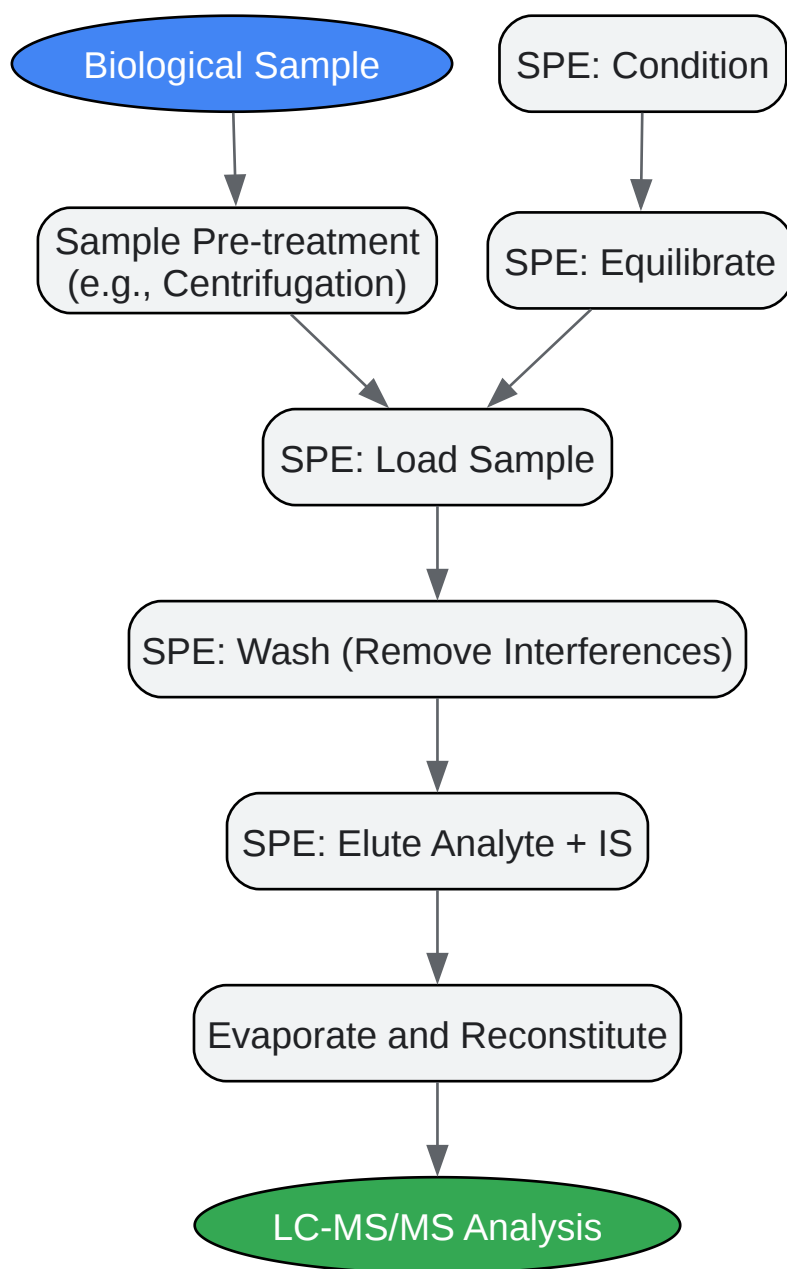 Biological Sample
SPE: Condition
Sample Pre-treatment
(e.g., Centrifugation)
SPE: Equilibrate
SPE: Load Sample
SPE: Wash (Remove Interferences)
SPE: Elute Analyte + IS
Evaporate and Reconstitute
LC-MS/MS Analysis